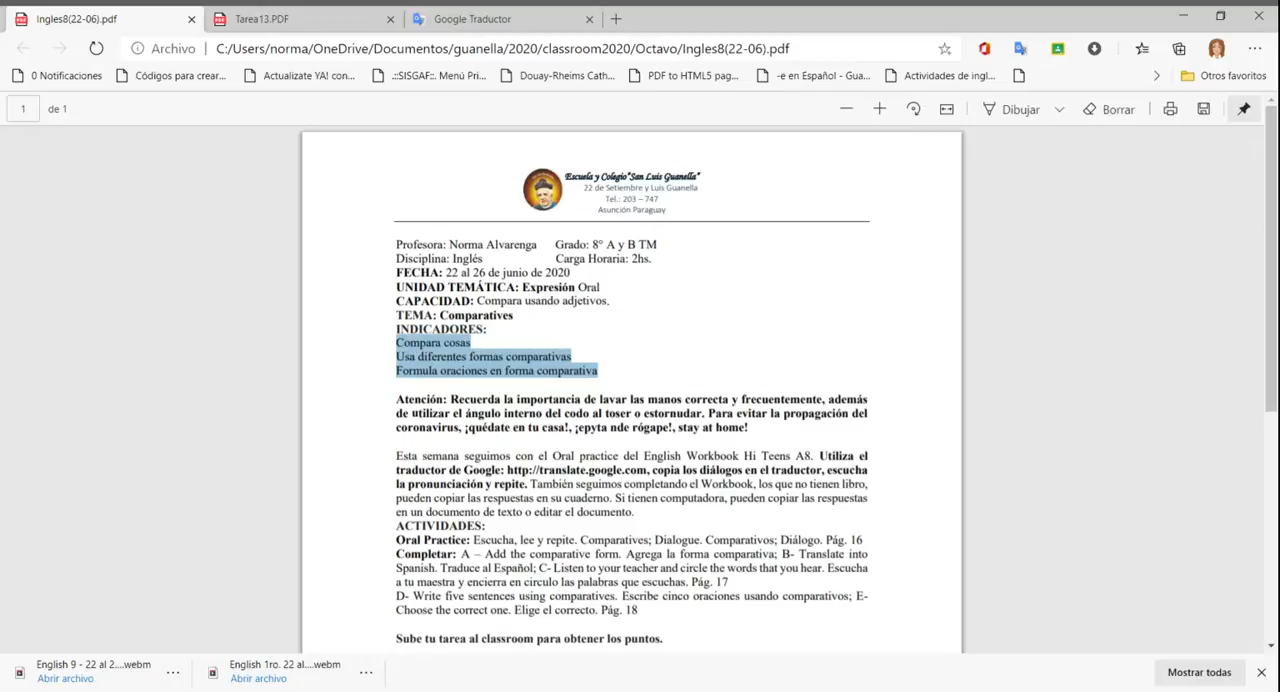 Ingles8(22-06).pdf
Tarea13.PDF
Google Traductor
Archivo
C:/Users/norma/OneDrive/Documentos/guanella/2020/classroom2020/Octavo/Ingles8(22-06).pdf
0 Notificaciones
Códigos para crear...
Actualizate YA! con...
.::SISGAF::. Menú Pri...
Douay-Rheims Cath...
PDF to HTML5 pag...
-e en Español - Gua...
Actividades de ingl...
Otros favoritos
1 de 1
Dibujar
Borrar
Escuela y Colegio"San Luis Guanella"
22 de Setiembre y Luis Guanella
Tel.: 203 – 747
Asunción Paraguay
Profesora: Norma Alvarenga Grado: 8° A y B TM
Disciplina: Inglés Carga Horaria: 2hs.
FECHA: 22 al 26 de junio de 2020
UNIDAD TEMÁTICA: Expresión Oral
CAPACIDAD: Compara usando adjetivos.
TEMA: Comparatives
INDICADORES:
Compara cosas
Usa diferentes formas comparativas
Formula oraciones en forma comparativa
Atención: Recuerda la importancia de lavar las manos correcta y frecuentemente, además
de utilizar el ángulo interno del codo al toser o estornudar. Para evitar la propagación del
coronavirus, ¡quédate en tu casa!, ¡epyta nde rógape!, stay at home!
Esta semana seguimos con el Oral practice del English Workbook Hi Teens A8. Utiliza el
traductor de Google: http://translate.google.com, copia los diálogos en el traductor, escucha
la pronunciación y repite. También seguimos completando el Workbook, los que no tienen libro,
pueden copiar las respuestas en su cuaderno. Si tienen computadora, pueden copiar las respuestas
en un documento de texto o editar el documento.
ACTIVIDADES:
Oral Practice: Escucha, lee y repite. Comparatives; Dialogue. Comparativos; Diálogo. Pág. 16
Completar: A – Add the comparative form. Agrega la forma comparativa; B- Translate into
Spanish. Traduce al Español; C- Listen to your teacher and circle the words that you hear. Escucha
a tu maestra y encierra en circulo las palabras que escuchas. Pág. 17
D- Write five sentences using comparatives. Escribe cinco oraciones usando comparativos; E-
Choose the correct one. Elige el correcto. Pág. 18
Sube tu tarea al classroom para obtener los puntos.
English 9 - 22 al 2....webm
Abrir archivo
English 1ro. 22 al....webm
Abrir archivo
Mostrar todas